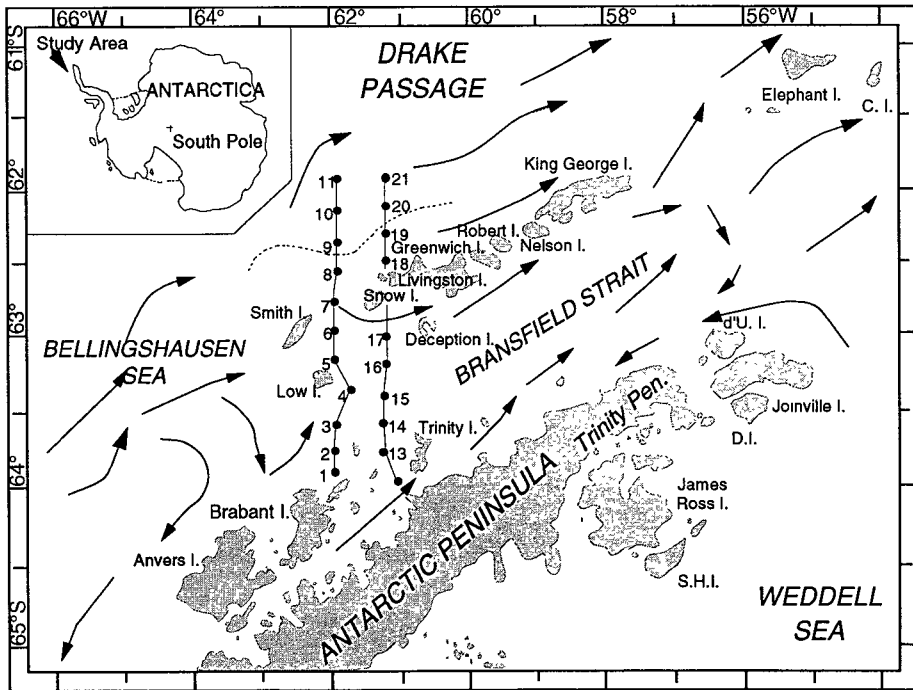 66°W 64° 62° 60° 58° 56°W
61°S
62°
63°
64°
65°S
Study Area
ANTARCTICA
South Pole
DRAKE
PASSAGE
Elephant I.
C. I.
King George I.
Robert I.
Nelson I.
Greenwich I.
Livingston I.
Snow I.
Deception I.
Smith I.
Low I.
BELLINGSHAUSEN
SEA
BRANSFIELD STRAIT
d'U. I.
Joinville I.
D.I.
Trinity I.
Trinity Pen.
ANTARCTIC PENINSULA
James
Ross I.
S.H.I.
Brabant I.
Anvers I.
WEDDELL
SEA
11
10
9
8
7
6
5
4
3
2
1
21
20
19
18
17
16
15
14
13